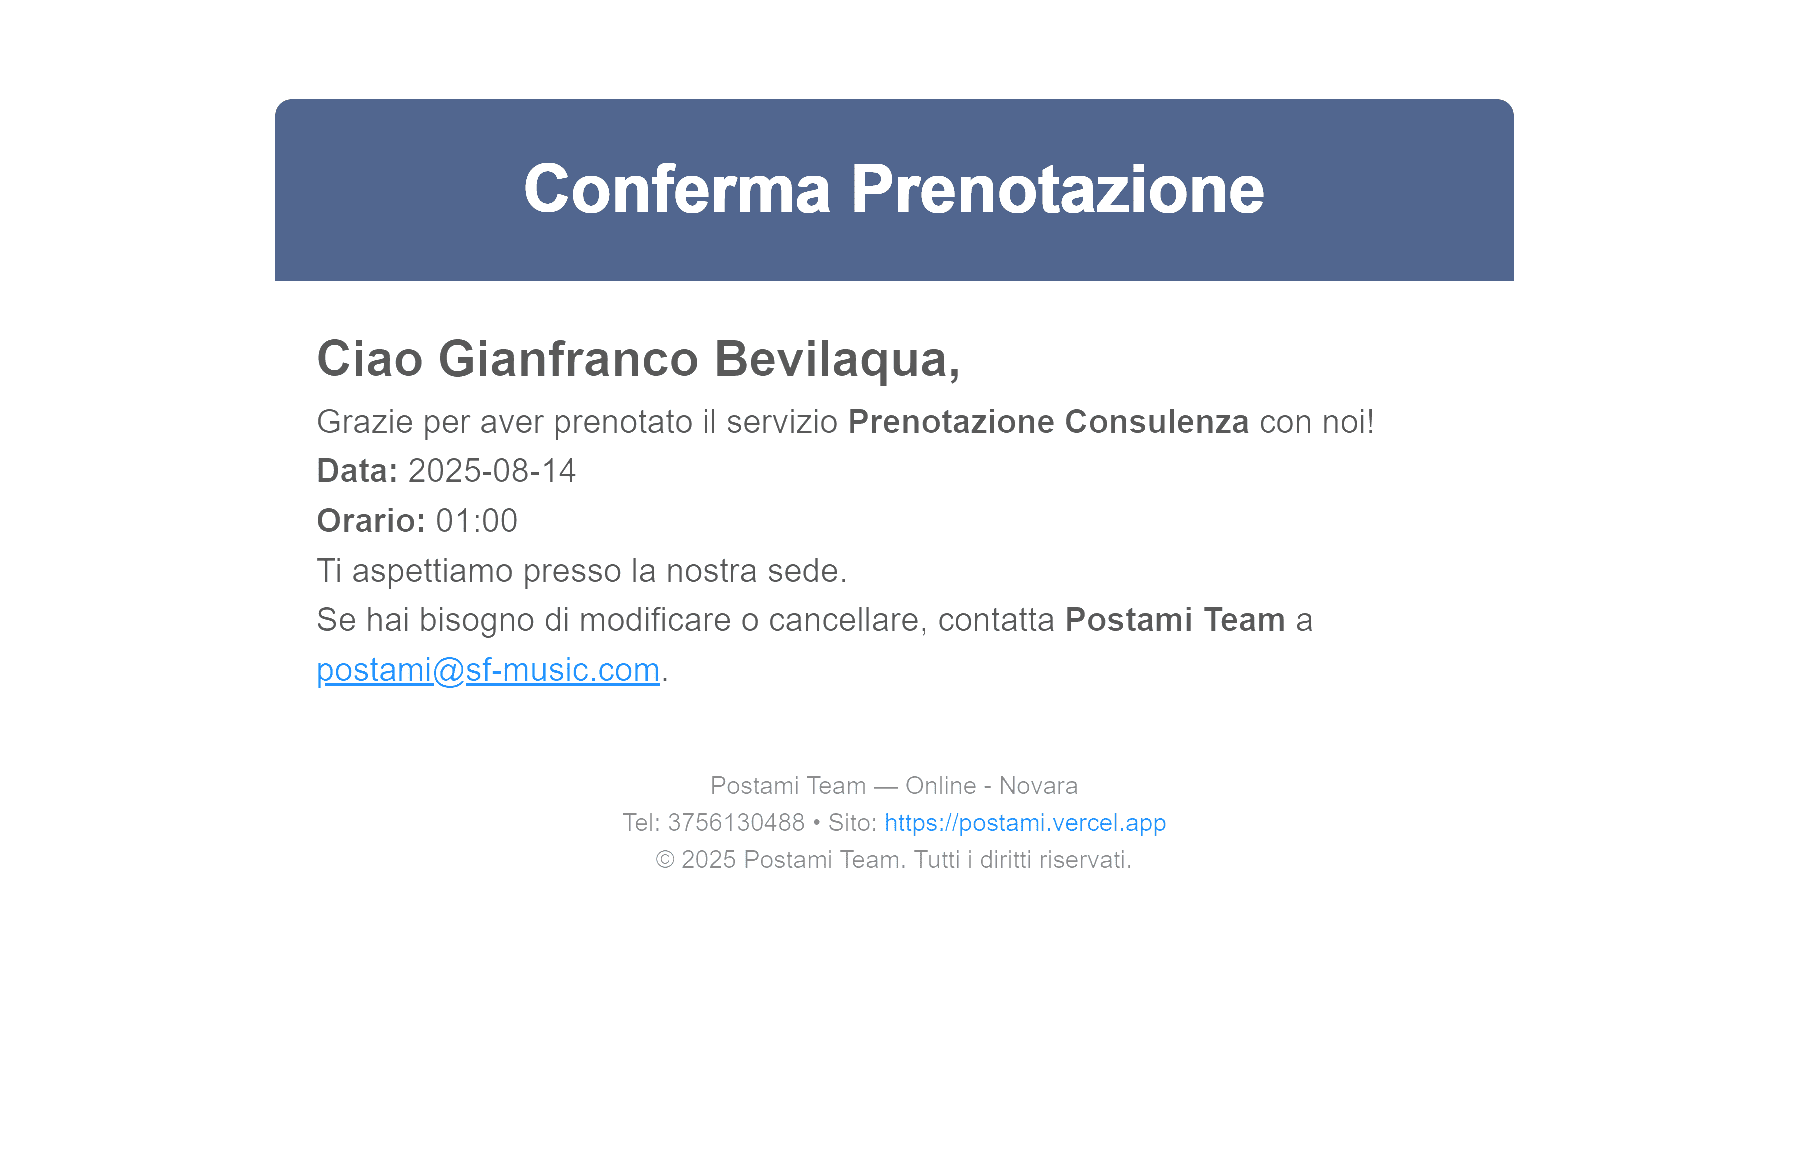 Conferma Prenotazione
Ciao Gianfranco Bevilaqua,
Grazie per aver prenotato il servizio Prenotazione Consulenza con noi!
Data: 2025-08-14
Orario: 01:00
Ti aspettiamo presso la nostra sede.
Se hai bisogno di modificare o cancellare, contatta Postami Team a
postami@sf-music.com.
Postami Team — Online - Novara
Tel: 3756130488 • Sito: https://postami.vercel.app
© 2025 Postami Team. Tutti i diritti riservati.